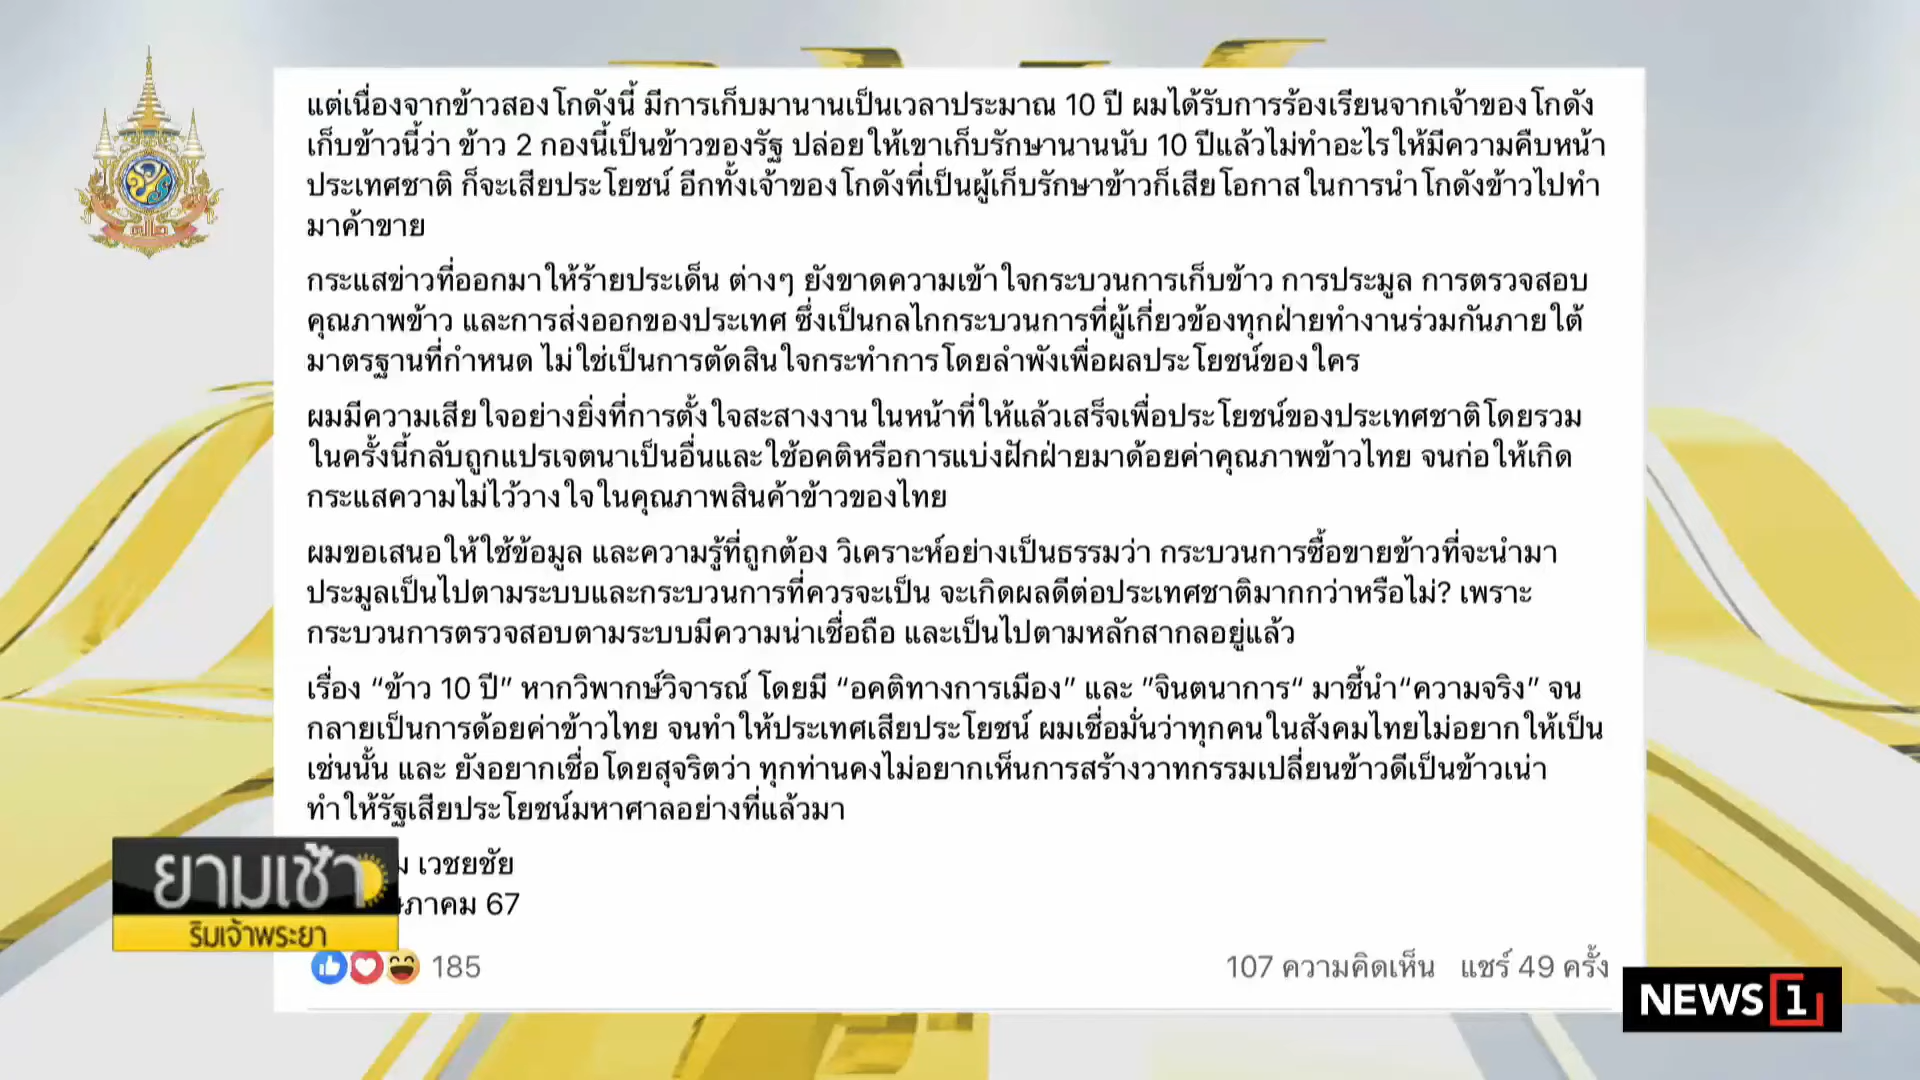 แต่เนื่องจากข้าวสองโกดังนี้ มีการเก็บมานานเป็นเวลาประมาณ 10 ปี ผมได้รับการร้องเรียนจากเจ้าของโกดัง
เก็บข้าวนี้ว่า ข้าว 2 กองนี้เป็นข้าวของรัฐ ปล่อยให้เขาเก็บรักษานานนับ 10 ปีแล้วไม่ทำอะไรให้มีความคืบหน้า
ประเทศชาติ ก็จะเสียประโยชน์ อีกทั้งเจ้าของโกดังที่เป็นผู้เก็บรักษาข้าวก็เสียโอกาสในการนำโกดังข้าวไปทำ
มาค้าขาย
กระแสข่าวที่ออกมาให้ร้ายประเด็น ต่างๆ ยังขาดความเข้าใจกระบวนการเก็บข้าว การประมูล การตรวจสอบ
คุณภาพข้าว และการส่งออกของประเทศ ซึ่งเป็นกลไกกระบวนการที่ผู้เกี่ยวข้องทุกฝ่ายทำงานร่วมกันภายใต้
มาตรฐานที่กำหนด ไม่ใช่เป็นการตัดสินใจกระทำการโดยลำพังเพื่อผลประโยชน์ของใคร
ผมมีความเสียใจอย่างยิ่งที่การตั้งใจสะสางงานในหน้าที่ให้แล้วเสร็จเพื่อประโยชน์ของประเทศชาติโดยรวม
ในครั้งนี้กลับถูกแปรเจตนาเป็นอื่นและใช้อคติหรือการแบ่งฝักฝ่ายมาด้อยค่าคุณภาพข้าวไทย จนก่อให้เกิด
กระแสความไม่ไว้วางใจในคุณภาพสินค้าข้าวของไทย
ผมขอเสนอให้ใช้ข้อมูล และความรู้ที่ถูกต้อง วิเคราะห์อย่างเป็นธรรมว่า กระบวนการซื้อขายข้าวที่จะนำมา
ประมูลเป็นไปตามระบบและกระบวนการที่ควรจะเป็น จะเกิดผลดีต่อประเทศชาติมากกว่าหรือไม่? เพราะ
กระบวนการตรวจสอบตามระบบมีความน่าเชื่อถือ และเป็นไปตามหลักสากลอยู่แล้ว
เรื่อง “ข้าว 10 ปี” หากวิพากษ์วิจารณ์ โดยมี “อคติทางการเมือง” และ ”จินตนาการ“ มาชี้นำ“ความจริง” จน
กลายเป็นการด้อยค่าข้าวไทย จนทำให้ประเทศเสียประโยชน์ ผมเชื่อมั่นว่าทุกคนในสังคมไทยไม่อยากให้เป็น
เช่นนั้น และ ยังอยากเชื่อโดยสุจริตว่า ทุกท่านคงไม่อยากเห็นการสร้างวาทกรรมเปลี่ยนข้าวดีเป็นข้าวเน่า
ทำให้รัฐเสียประโยชน์มหาศาลอย่างที่แล้วมา
ม เวชยชัย
ษภาคม 67
185
107 ความคิดเห็น แชร์ 49 ครั้ง
ยามเช้า
ริมเจ้าพระยา
NEWS 1
๗๒